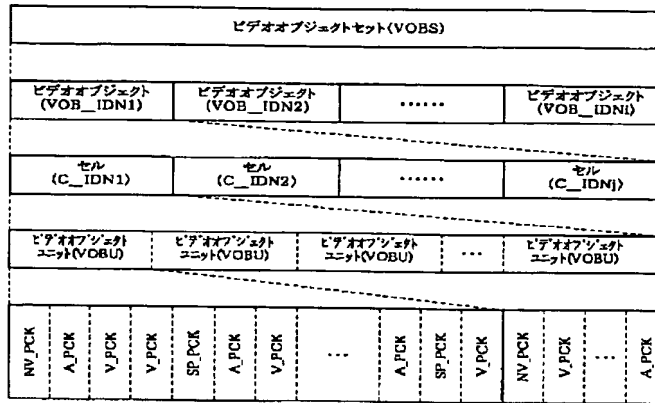 ビデオオブジェクトセット(VOBS)
ビデオオブジェクト ビデオオブジェクト ビデオオブジェクト
(VOB__IDN1) (VOB__IDN2) ‥‥‥ (VOB__IDNi)
セル セル セル
(C__IDN1) (C__IDN2) ‥‥‥ (C__IDNj)
ビデオオブジェクト ビデオオブジェクト ビデオオブジェクト ビデオオブジェクト
ユニット(VOBU) ユニット(VOBU) ユニット(VOBU) ··· ユニット(VOBU)
NV_PCK A_PCK V_PCK V_PCK SP_PCK A_PCK V_PCK ··· A_PCK SP_PCK V_PCK NV_PCK V_PCK ··· A_PCK